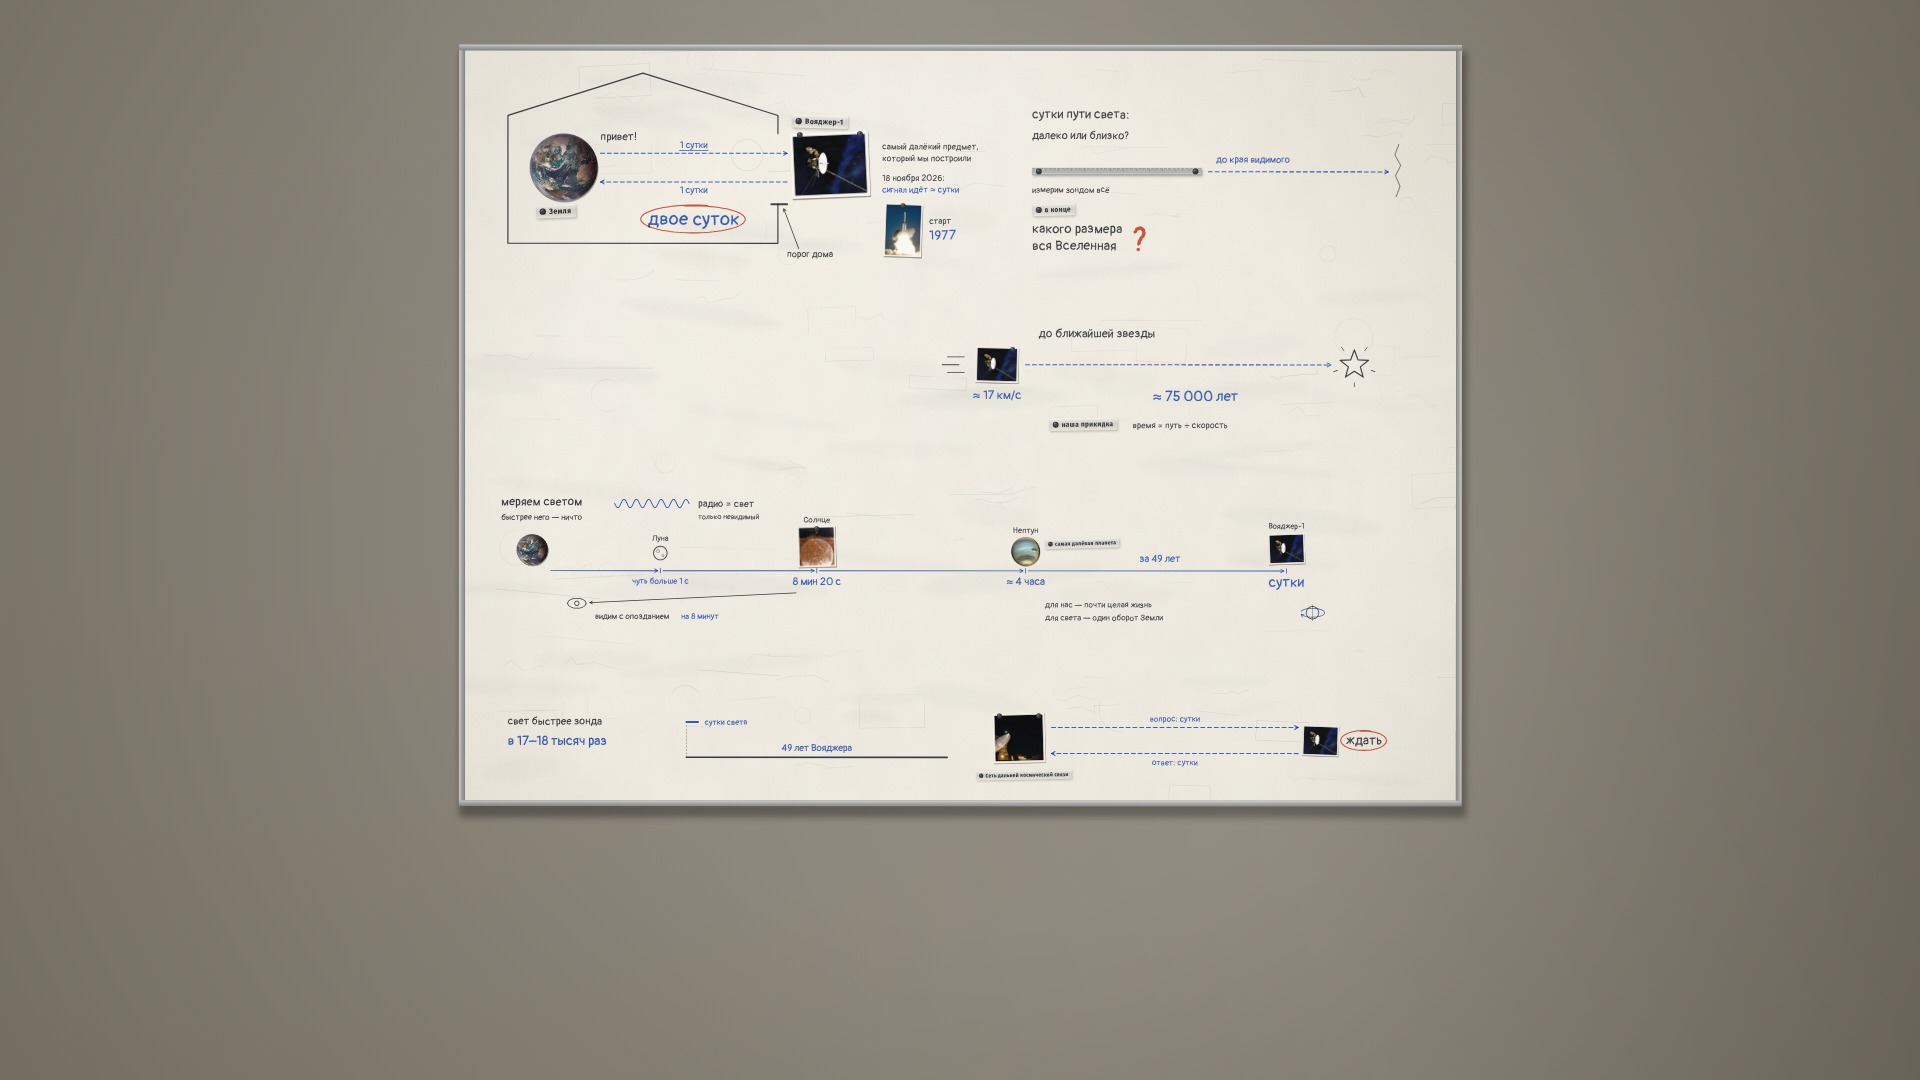 привет!
1 сутки
1 сутки
двое суток
Земля
порог дома
Вояджер-1
самый далёкий предмет,
который мы построили
18 ноября 2026:
сигнал идёт ≈ сутки
старт
1977
сутки пути света:
далеко или близко?
до края видимого
измерим зондом всё
в конце
какого размера
вся Вселенная ?
до ближайшей звезды
≈ 17 км/с
≈ 75 000 лет
наша прикидка
время = путь ÷ скорость
меряем светом
быстрее него — ничто
радио = свет
только невидимый
Луна
чуть больше 1 с
Солнце
8 мин 20 с
видим с опозданием на 8 минут
Нептун
самая далёкая планета
≈ 4 часа
за 49 лет
Вояджер-1
сутки
для нас — почти целая жизнь
для света — один оборот Земли
свет быстрее зонда
в 17–18 тысяч раз
сутки света
49 лет Вояджера
вопрос: сутки
ответ: сутки
ждать
Сеть дальней космической связи